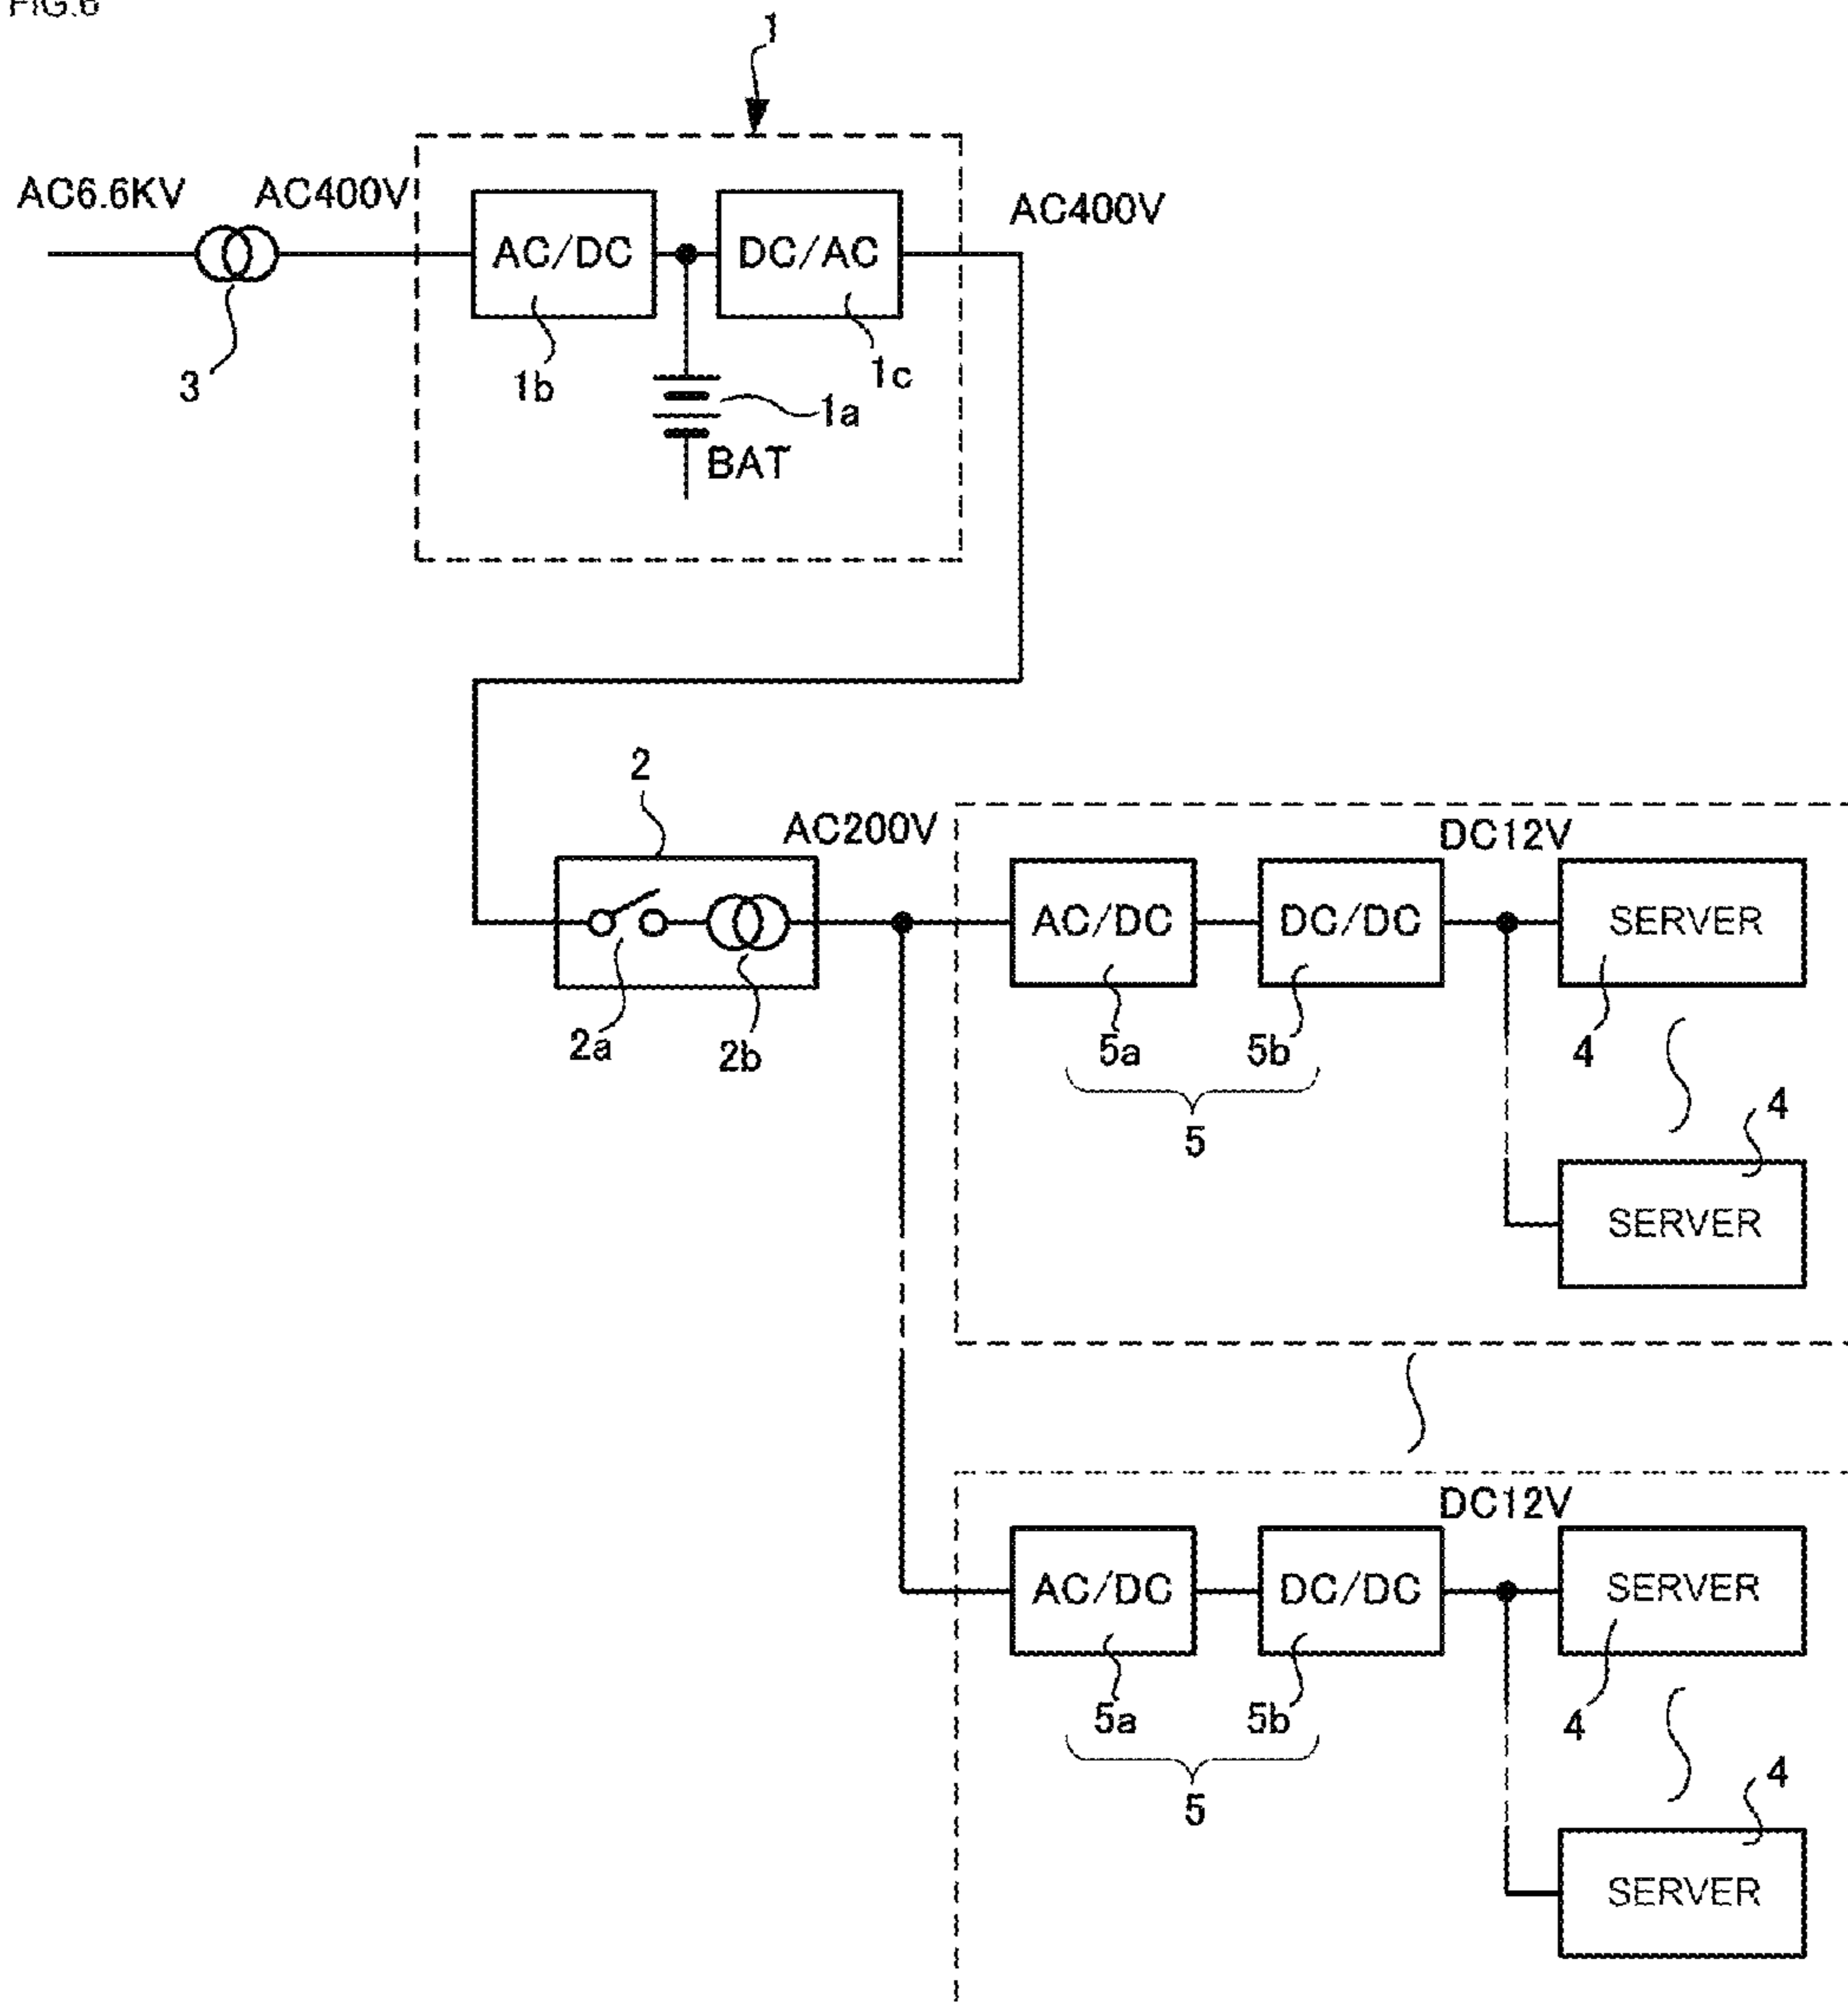 FIG.6
1
AC6.6KV
AC400V
AC400V
AC/DC
DC/AC
3
1b
1c
1a
BAT
2
AC200V
DC12V
AC/DC
DC/DC
SERVER
2a
2b
5a
5b
4
5
4
SERVER
DC12V
AC/DC
DC/DC
SERVER
5a
5b
4
5
4
SERVER